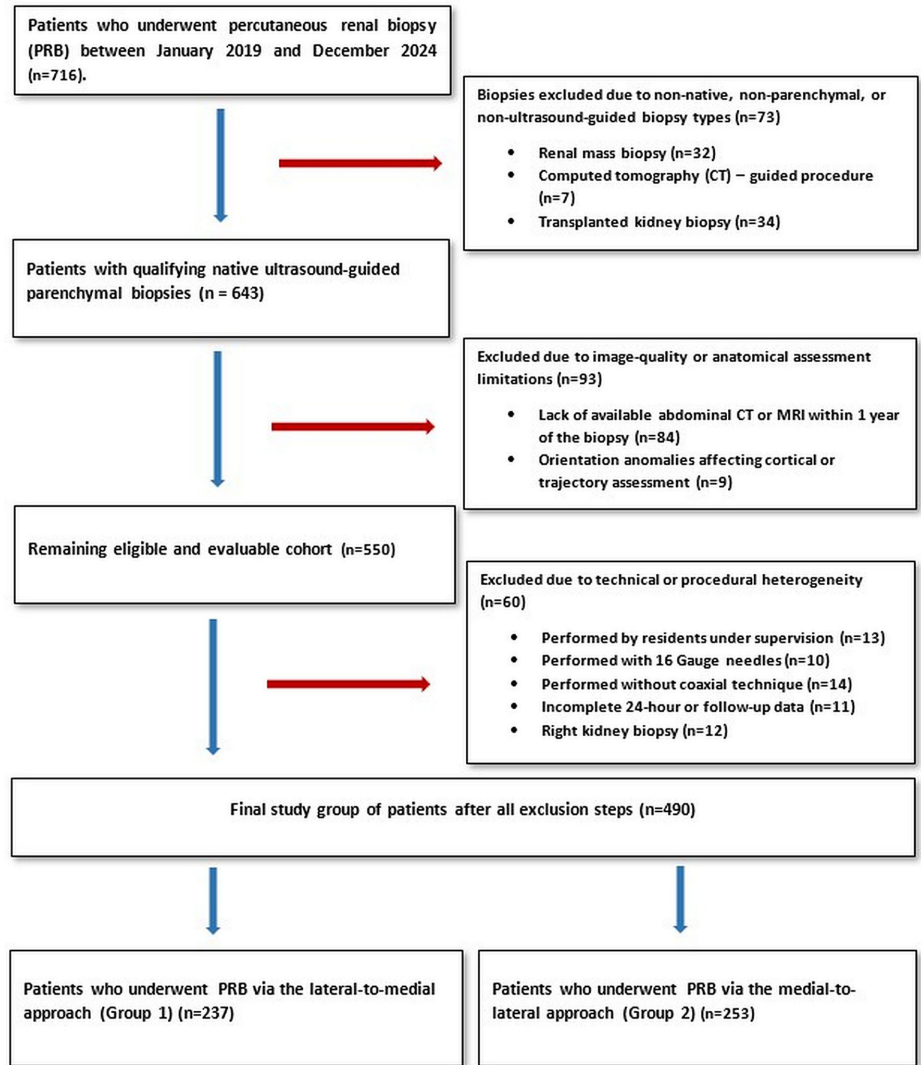 Patients who underwent percutaneous renal biopsy
(PRB) between January 2019 and December 2024
(n=716).
Biopsies excluded due to non-native, non-parenchymal, or
non-ultrasound-guided biopsy types (n=73)
• Renal mass biopsy (n=32)
• Computed tomography (CT) – guided procedure
(n=7)
• Transplanted kidney biopsy (n=34)
Patients with qualifying native ultrasound-guided
parenchymal biopsies (n = 643)
Excluded due to image-quality or anatomical assessment
limitations (n=93)
• Lack of available abdominal CT or MRI within 1 year
of the biopsy (n=84)
• Orientation anomalies affecting cortical or
trajectory assessment (n=9)
Remaining eligible and evaluable cohort (n=550)
Excluded due to technical or procedural heterogeneity
(n=60)
• Performed by residents under supervision (n=13)
• Performed with 16 Gauge needles (n=10)
• Performed without coaxial technique (n=14)
• Incomplete 24-hour or follow-up data (n=11)
• Right kidney biopsy (n=12)
Final study group of patients after all exclusion steps (n=490)
Patients who underwent PRB via the lateral-to-medial
approach (Group 1) (n=237)
Patients who underwent PRB via the medial-to-
lateral approach (Group 2) (n=253)